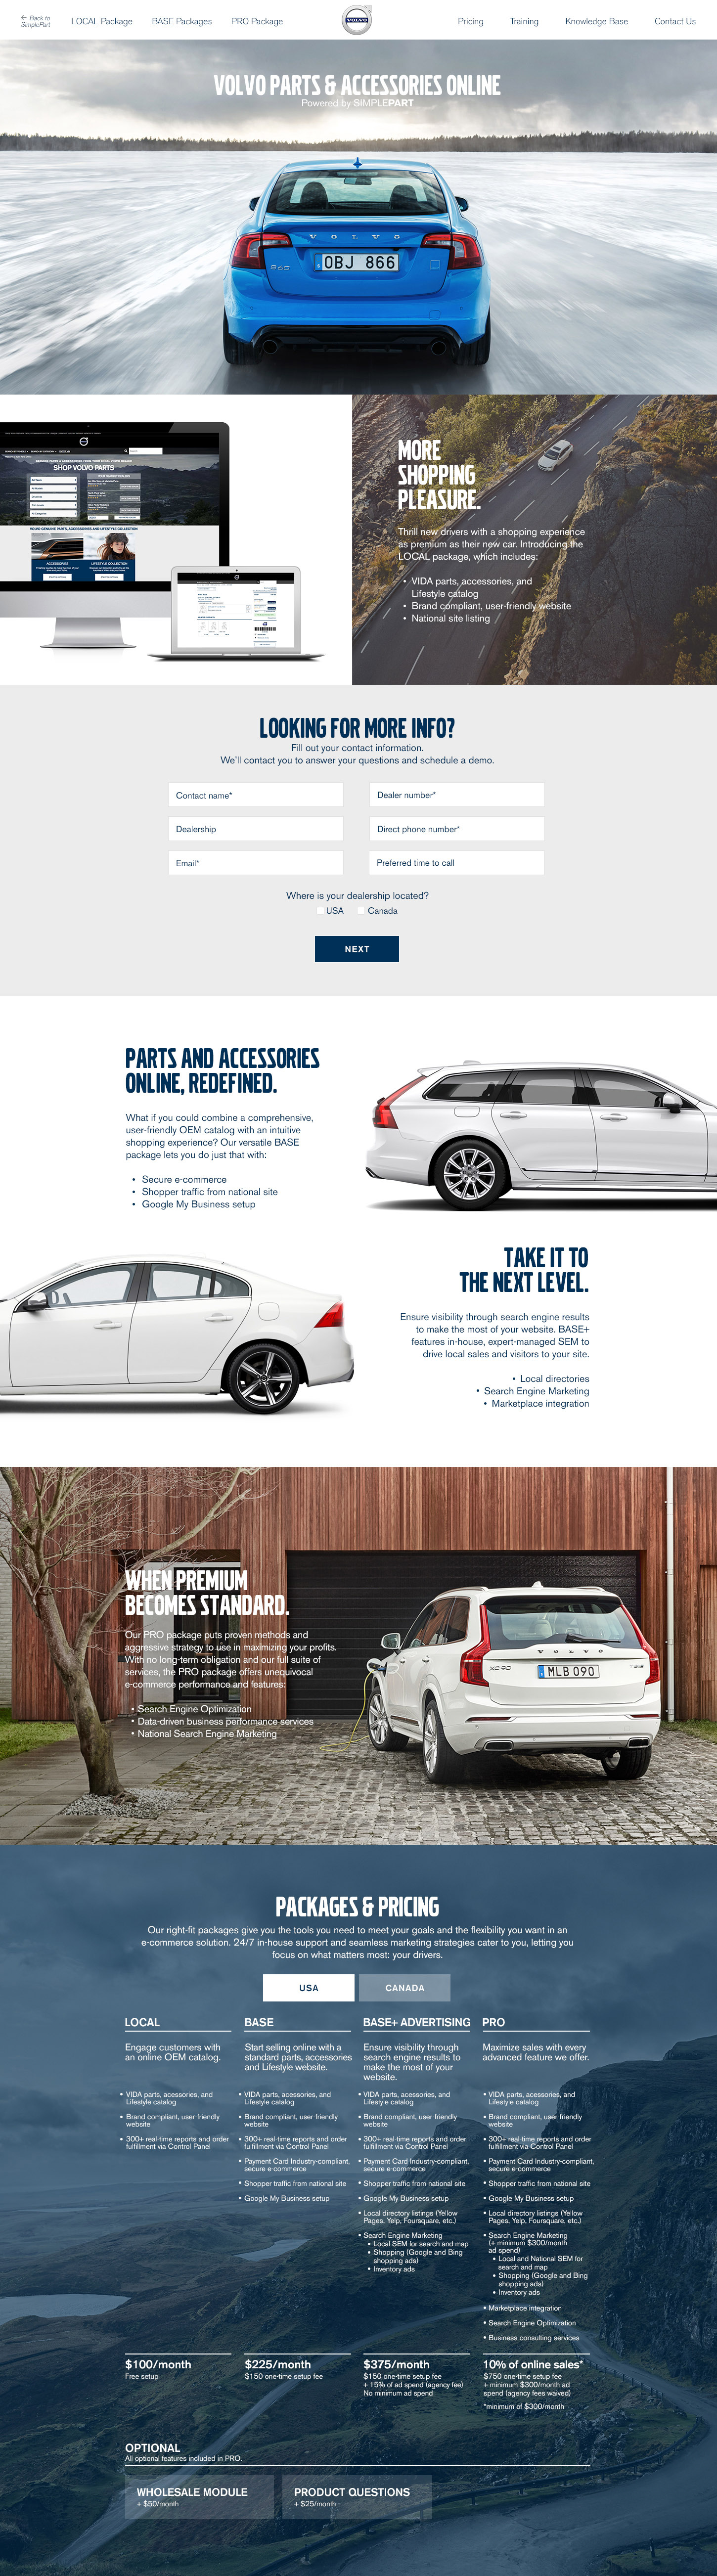 ← Back to
SimplePart
LOCAL Package
BASE Packages
PRO Package
VOLVO
Pricing
Training
Knowledge Base
Contact Us
VOLVO PARTS & ACCESSORIES ONLINE
Powered by SIMPLEPART
VOLVO
S60
OBJ 866
SHOP VOLVO PARTS
VOLVO GENUINE PARTS, ACCESSORIES AND LIFESTYLE COLLECTION
ACCESSORIES
LIFESTYLE COLLECTION
MORE
SHOPPING
PLEASURE.
Thrill new drivers with a shopping experience
as premium as their new car. Introducing the
LOCAL package, which includes:
• VIDA parts, accessories, and
Lifestyle catalog
• Brand compliant, user-friendly website
• National site listing
LOOKING FOR MORE INFO?
Fill out your contact information.
We'll contact you to answer your questions and schedule a demo.
Contact name*
Dealer number*
Dealership
Direct phone number*
Email*
Preferred time to call
Where is your dealership located?
USA
Canada
NEXT
PARTS AND ACCESSORIES
ONLINE, REDEFINED.
What if you could combine a comprehensive,
user-friendly OEM catalog with an intuitive
shopping experience? Our versatile BASE
package lets you do just that with:
• Secure e-commerce
• Shopper traffic from national site
• Google My Business setup
TAKE IT TO
THE NEXT LEVEL.
Ensure visibility through search engine results
to make the most of your website. BASE+
features in-house, expert-managed SEM to
drive local sales and visitors to your site.
• Local directories
• Search Engine Marketing
• Marketplace integration
WHEN PREMIUM
BECOMES STANDARD.
Our PRO package puts proven methods and
aggressive strategy to use in maximizing your profits.
With no long-term obligation and our full suite of
services, the PRO package offers unequivocal
e-commerce performance and features:
• Search Engine Optimization
• Data-driven business performance services
• National Search Engine Marketing
VOLVO
XC90
MLB 090
PACKAGES & PRICING
Our right-fit packages give you the tools you need to meet your goals and the flexibility you want in an
e-commerce solution. 24/7 in-house support and seamless marketing strategies cater to you, letting you
focus on what matters most: your drivers.
USA
CANADA
LOCAL
Engage customers with
an online OEM catalog.
• VIDA parts, acessories, and
Lifestyle catalog
• Brand compliant, user-friendly
website
• 300+ real-time reports and order
fulfillment via Control Panel
$100/month
Free setup
BASE
Start selling online with a
standard parts, accessories
and Lifestyle website.
• VIDA parts, acessories, and
Lifestyle catalog
• Brand compliant, user-friendly
website
• 300+ real-time reports and order
fulfillment via Control Panel
• Payment Card Industry-compliant,
secure e-commerce
• Shopper traffic from national site
• Google My Business setup
$225/month
$150 one-time setup fee
BASE+ ADVERTISING
Ensure visibility through
search engine results to
make the most of your
website.
• VIDA parts, acessories, and
Lifestyle catalog
• Brand compliant, user-friendly
website
• 300+ real-time reports and order
fulfillment via Control Panel
• Payment Card Industry-compliant,
secure e-commerce
• Shopper traffic from national site
• Google My Business setup
• Local directory listings (Yellow
Pages, Yelp, Foursquare, etc.)
• Search Engine Marketing
• Local SEM for search and map
• Shopping (Google and Bing
shopping ads)
• Inventory ads
$375/month
$150 one-time setup fee
+ 15% of ad spend (agency fee)
No minimum ad spend
PRO
Maximize sales with every
advanced feature we offer.
• VIDA parts, acessories, and
Lifestyle catalog
• Brand compliant, user-friendly
website
• 300+ real-time reports and order
fulfillment via Control Panel
• Payment Card Industry-compliant,
secure e-commerce
• Shopper traffic from national site
• Google My Business setup
• Local directory listings (Yellow
Pages, Yelp, Foursquare, etc.)
• Search Engine Marketing
(+ minimum $300/month
ad spend)
• Local and National SEM for
search and map
• Shopping (Google and Bing
shopping ads)
• Inventory ads
• Marketplace integration
• Search Engine Optimization
• Business consulting services
10% of online sales*
$750 one-time setup fee
+ minimum $300/month ad
spend (agency fees waived)
*minimum of $300/month
OPTIONAL
All optional features included in PRO.
WHOLESALE MODULE
+ $50/month
PRODUCT QUESTIONS
+ $25/month